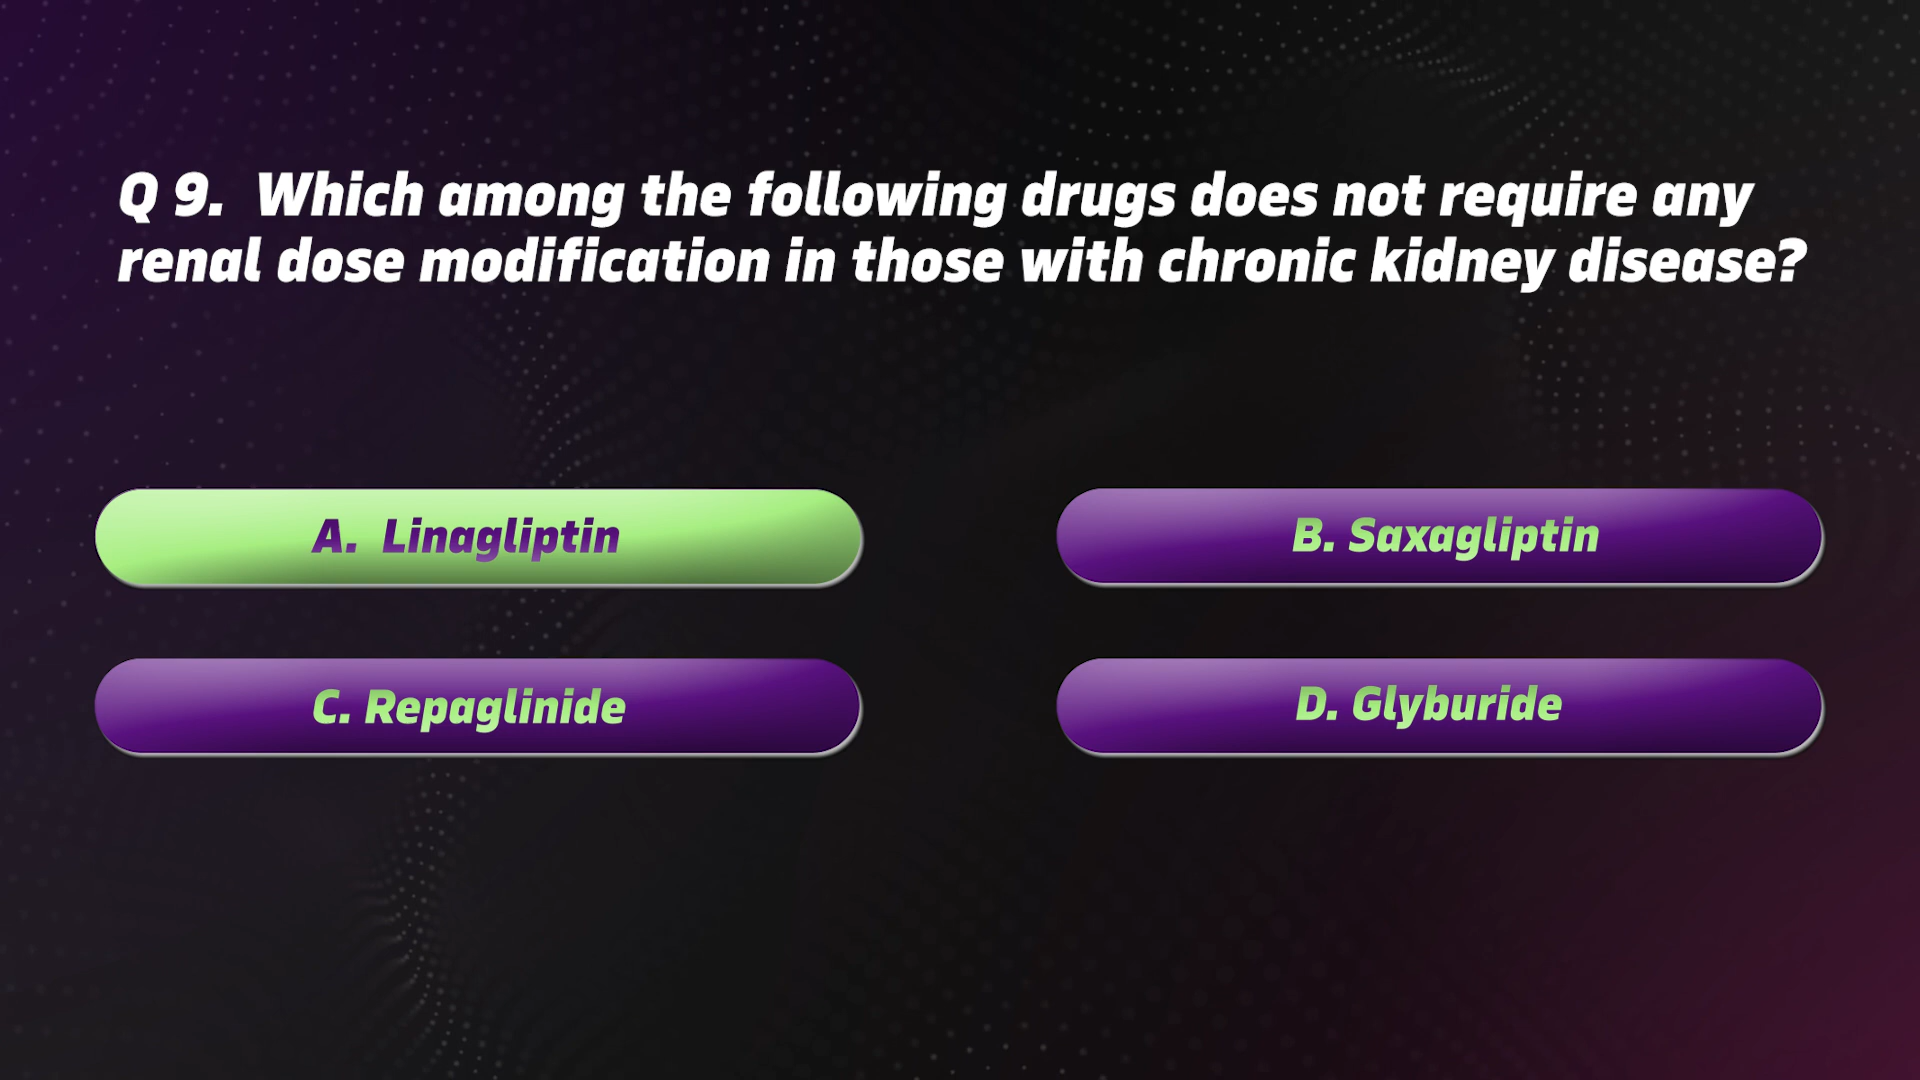 Q 9. Which among the following drugs does not require any
renal dose modification in those with chronic kidney disease?
A. Linagliptin
B. Saxagliptin
C. Repaglinide
D. Glyburide